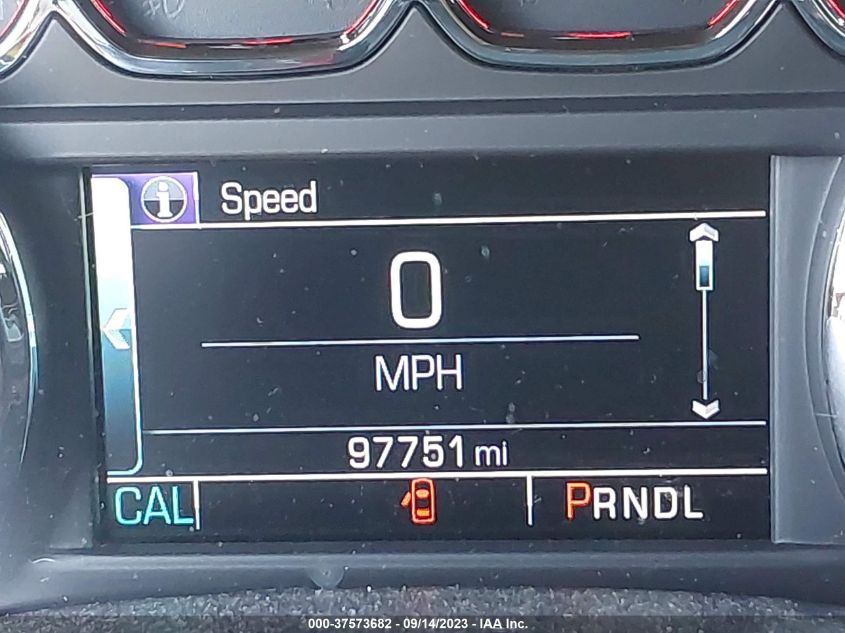 Speed
0
MPH
97751 mi
CAL PRNDL
000-37573682 - 09/14/2023 - IAA Inc.